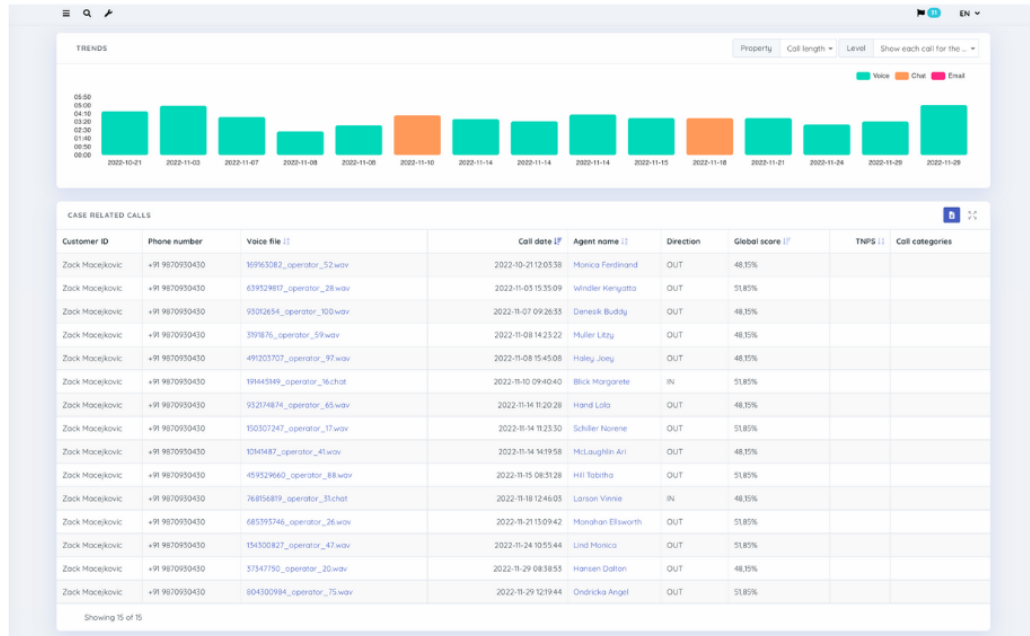 31 EN
TRENDS Property Call length Level Show each call for the ...
Voice Chat Email
05:50
05:00
04:10
03:20
02:30
01:40
00:50
00:00
2022-10-21 2022-11-03 2022-11-07 2022-11-08 2022-11-08 2022-11-10 2022-11-14 2022-11-14 2022-11-14 2022-11-15 2022-11-18 2022-11-21 2022-11-24 2022-11-29 2022-11-29
CASE RELATED CALLS
Customer ID Phone number Voice file Call date Agent name Direction Global score TNPS Call categories
Zack Macejkovic +91 9870930430 169163082_operator_52.wav 2022-10-21 12:03:38 Monica Ferdinand OUT 48,15%
Zack Macejkovic +91 9870930430 639329817_operator_28.wav 2022-11-03 15:35:09 Windler Kenyatta OUT 51,85%
Zack Macejkovic +91 9870930430 93012654_operator_100.wav 2022-11-07 09:26:33 Denesik Buddy OUT 48,15%
Zack Macejkovic +91 9870930430 3191876_operator_59.wav 2022-11-08 14:23:22 Muller Litzy OUT 48,15%
Zack Macejkovic +91 9870930430 491203707_operator_97.wav 2022-11-08 15:45:08 Haley Joey OUT 48,15%
Zack Macejkovic +91 9870930430 191445149_operator_16.chat 2022-11-10 09:40:40 Blick Margarete IN 51,85%
Zack Macejkovic +91 9870930430 932174874_operator_65.wav 2022-11-14 11:20:28 Hand Lola OUT 48,15%
Zack Macejkovic +91 9870930430 150307247_operator_17.wav 2022-11-14 11:23:30 Schiller Norene OUT 51,85%
Zack Macejkovic +91 9870930430 10141487_operator_41.wav 2022-11-14 14:19:58 McLaughlin Ari OUT 48,15%
Zack Macejkovic +91 9870930430 459329660_operator_88.wav 2022-11-15 08:31:28 Hill Tabitha OUT 51,85%
Zack Macejkovic +91 9870930430 768156819_operator_31.chat 2022-11-18 12:46:03 Larson Vinnie IN 48,15%
Zack Macejkovic +91 9870930430 685393746_operator_26.wav 2022-11-21 13:09:42 Monahan Ellsworth OUT 51,85%
Zack Macejkovic +91 9870930430 134300827_operator_47.wav 2022-11-24 10:55:44 Lind Monica OUT 51,85%
Zack Macejkovic +91 9870930430 37347750_operator_20.wav 2022-11-29 08:38:53 Hansen Dalton OUT 48,15%
Zack Macejkovic +91 9870930430 804300984_operator_75.wav 2022-11-29 12:19:44 Ondricka Angel OUT 51,85%
Showing 15 of 15